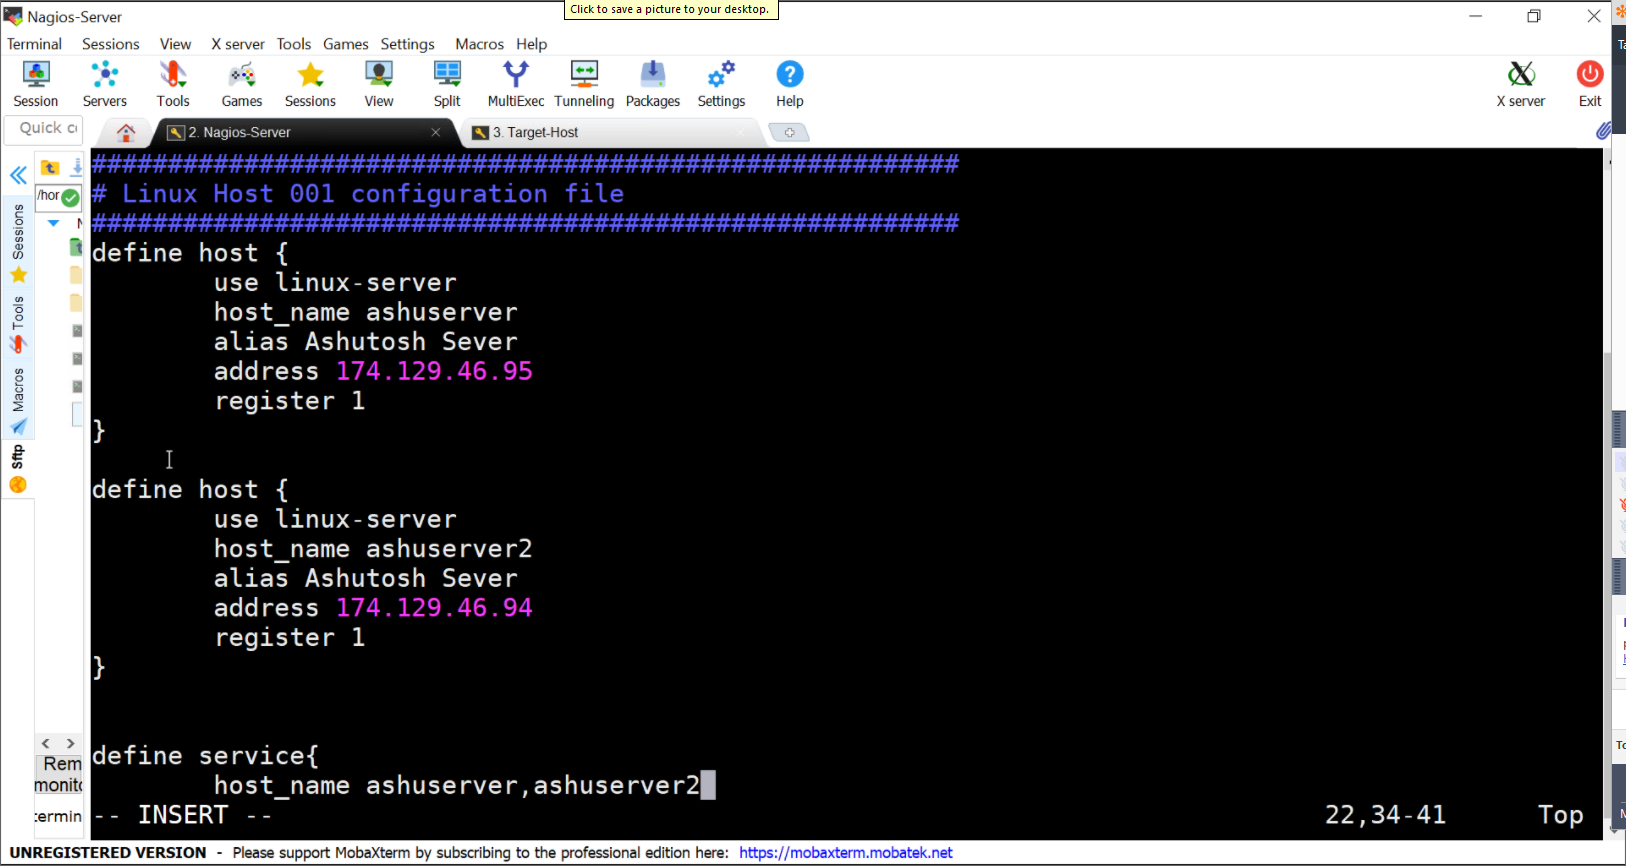 Click to save a picture to your desktop.
Nagios-Server
Terminal Sessions View X server Tools Games Settings Macros Help
Session Servers Tools Games Sessions View Split MultiExec Tunneling Packages Settings Help X server Exit
Quick
2. Nagios-Server
3. Target-Host
/hor
Sessions
Tools
Macros
Sftp
#########################################################
# Linux Host 001 configuration file
#########################################################
define host {
use linux-server
host_name ashuserver
alias Ashutosh Sever
address 174.129.46.95
register 1
}
define host {
use linux-server
host_name ashuserver2
alias Ashutosh Sever
address 174.129.46.94
register 1
}
define service{
host_name ashuserver,ashuserver2
-- INSERT -- 22,34-41 Top
Rem
monito
termin
UNREGISTERED VERSION - Please support MobaXterm by subscribing to the professional edition here: https://mobaxterm.mobatek.net